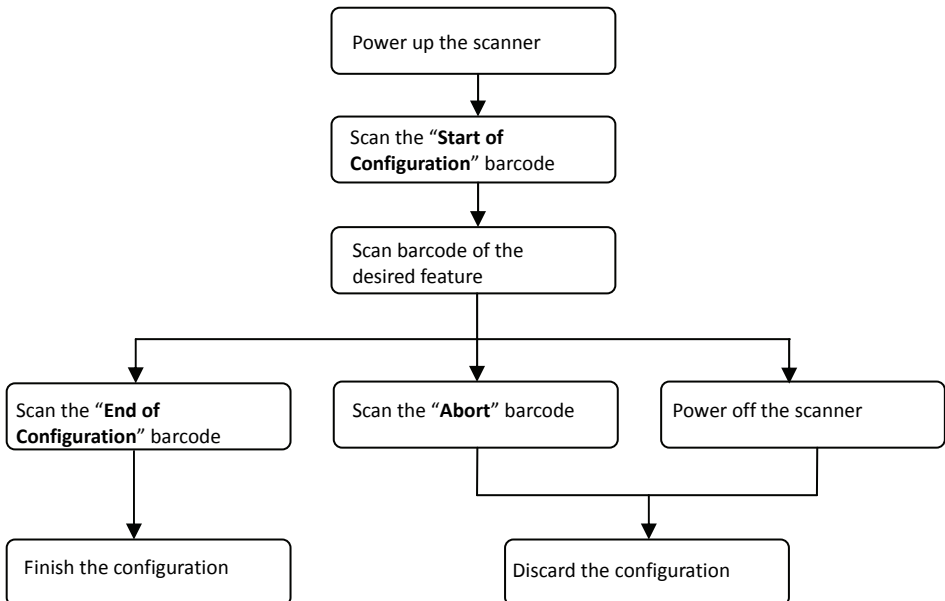 Power up the scanner
Scan the “Start of
Configuration” barcode
Scan barcode of the
desired feature
Scan the “End of
Configuration” barcode
Scan the “Abort” barcode
Power off the scanner
Finish the configuration
Discard the configuration